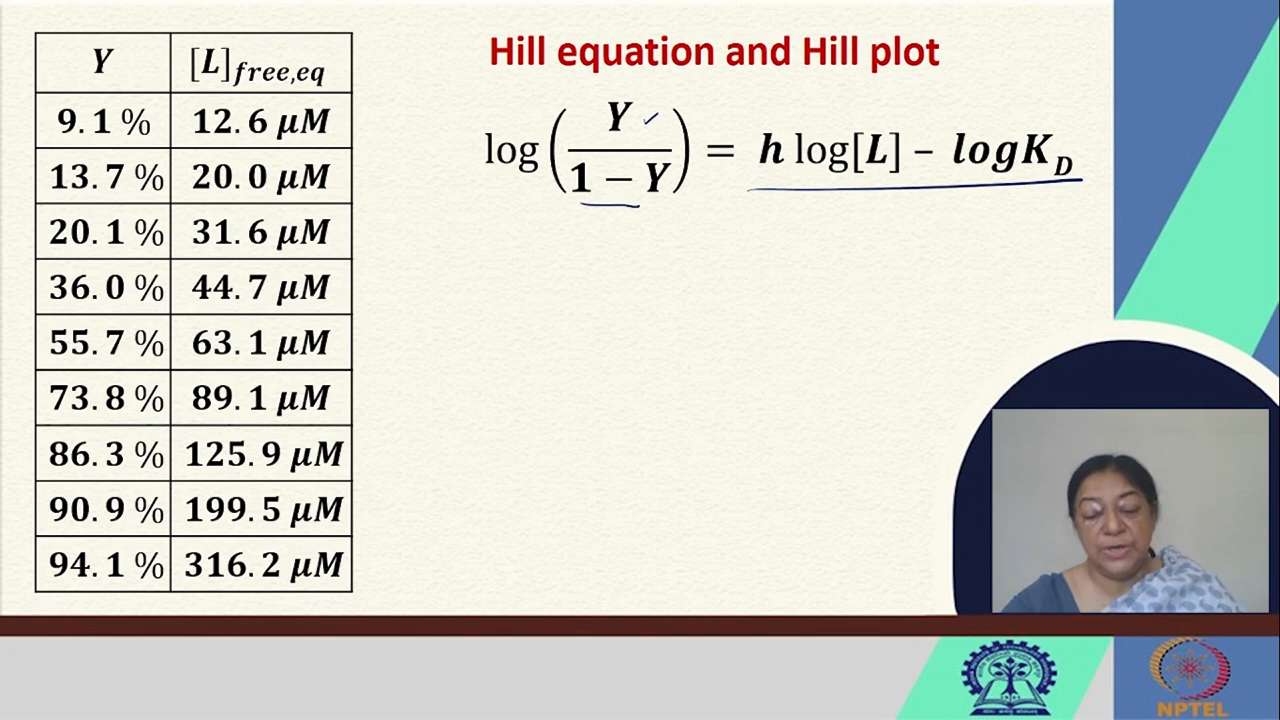 Hill equation and Hill plot
log(Y/(1 − Y)) = h log[L] − logK_D
Y [L]_free,eq
9.1 % 12.6 μM
13.7 % 20.0 μM
20.1 % 31.6 μM
36.0 % 44.7 μM
55.7 % 63.1 μM
73.8 % 89.1 μM
86.3 % 125.9 μM
90.9 % 199.5 μM
94.1 % 316.2 μM
NPTEL